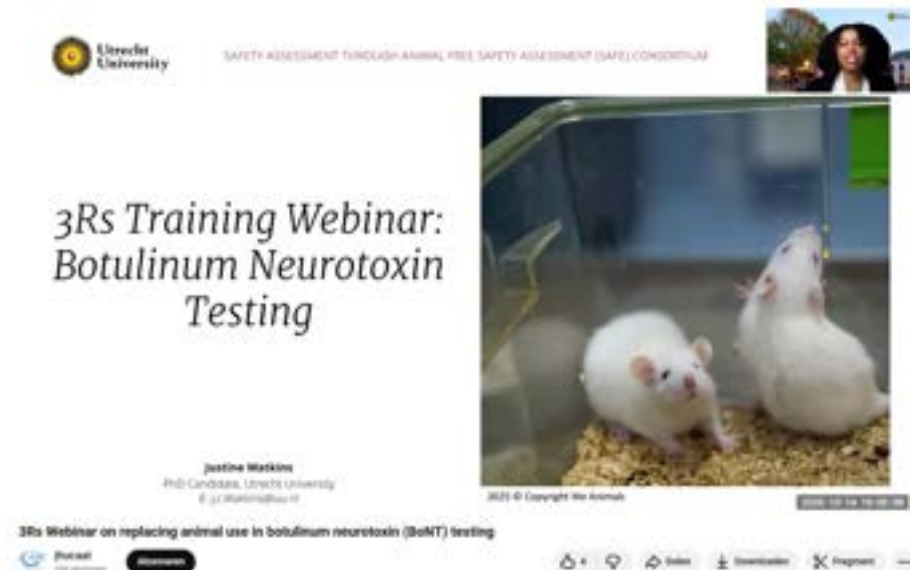 Utrecht
University
SAFETY ASSESSMENT THROUGH ANIMAL FREE SAFETY ASSESSMENT (SAFE) CONSORTIUM
3Rs Training Webinar:
Botulinum Neurotoxin
Testing
Justine Watkins
PhD Candidate, Utrecht University
2025 © Copyright We Animals
3Rs Webinar on replacing animal use in botulinum neurotoxin (BoNT) testing
jhucaat
Abonneren
4
Delen
Downloaden
Fragment